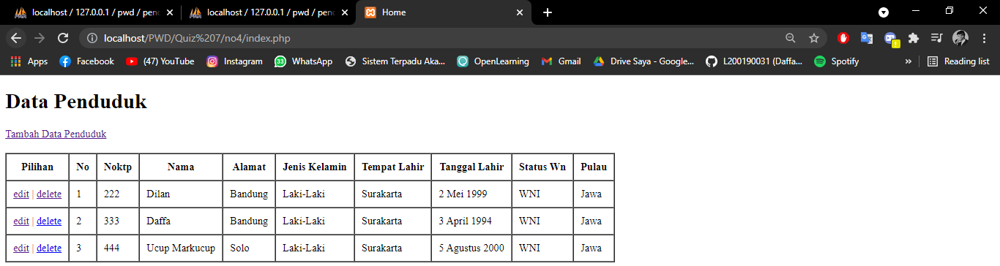 localhost / 127.0.0.1 / pwd / pend
localhost / 127.0.0.1 / pwd / pend
Home
localhost/PWD/Quiz%207/no4/index.php
Apps Facebook (47) YouTube Instagram 33 WhatsApp Sistem Terpadu Aka... OpenLearning Gmail Drive Saya - Google... L200190031 (Daffa... Spotify » Reading list
Data Penduduk
Tambah Data Penduduk
Pilihan No Noktp Nama Alamat Jenis Kelamin Tempat Lahir Tanggal Lahir Status Wn Pulau
edit | delete 1 222 Dilan Bandung Laki-Laki Surakarta 2 Mei 1999 WNI Jawa
edit | delete 2 333 Daffa Bandung Laki-Laki Surakarta 3 April 1994 WNI Jawa
edit | delete 3 444 Ucup Markucup Solo Laki-Laki Surakarta 5 Agustus 2000 WNI Jawa